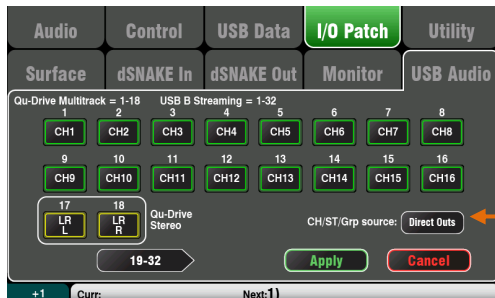 Audio Control USB Data I/O Patch Utility
Surface dSNAKE In dSNAKE Out Monitor USB Audio
Qu-Drive Multitrack = 1-18 USB B Streaming = 1-32
1 2 3 4 5 6 7 8
CH1 CH2 CH3 CH4 CH5 CH6 CH7 CH8
9 10 11 12 13 14 15 16
CH9 CH10 CH11 CH12 CH13 CH14 CH15 CH16
17 18
LR L LR R Qu-Drive Stereo CH/ST/Grp source: Direct Outs
19-32 Apply Cancel
+1 Curr: Next:1)